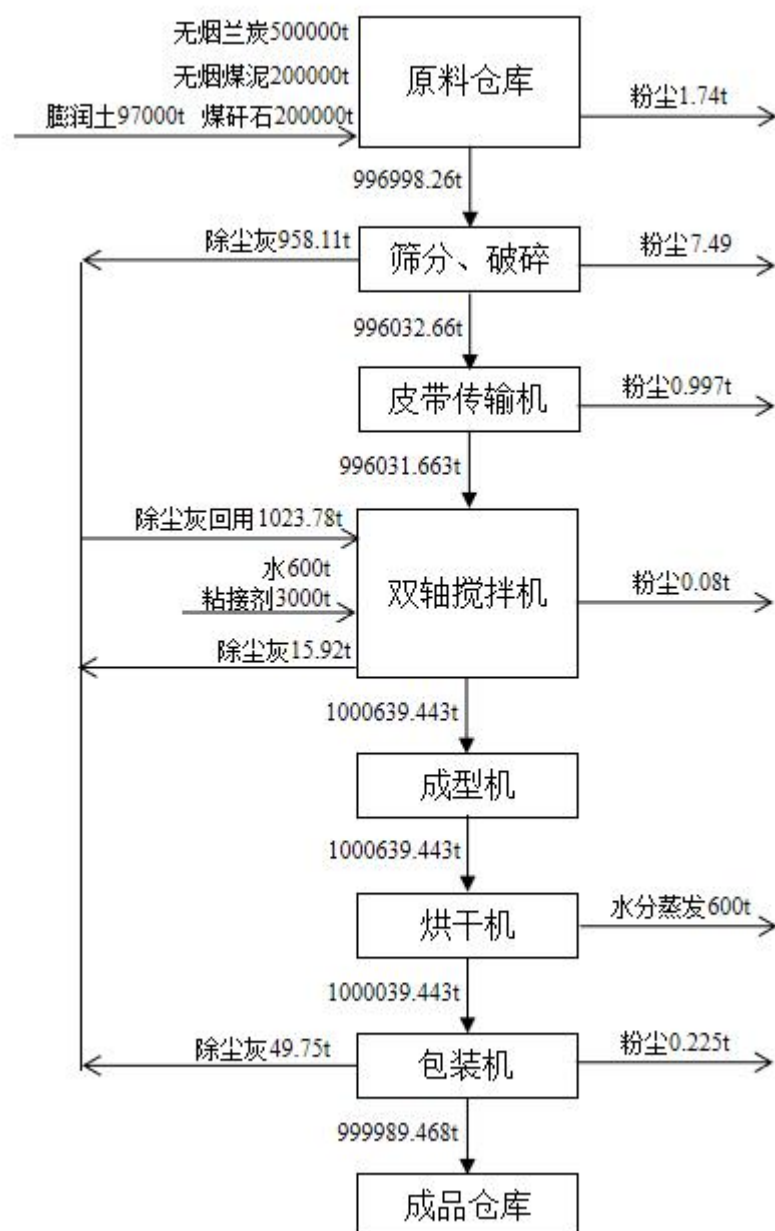 无烟兰炭500000t
无烟煤泥200000t
膨润土97000t 煤矸石200000t
原料仓库
粉尘1.74t
996998.26t
除尘灰958.11t
筛分、破碎
粉尘7.49
996032.66t
皮带传输机
粉尘0.997t
996031.663t
除尘灰回用1023.78t
水600t
粘接剂3000t
双轴搅拌机
粉尘0.08t
除尘灰15.92t
1000639.443t
成型机
1000639.443t
烘干机
水分蒸发600t
1000039.443t
除尘灰49.75t
包装机
粉尘0.225t
999989.468t
成品仓库